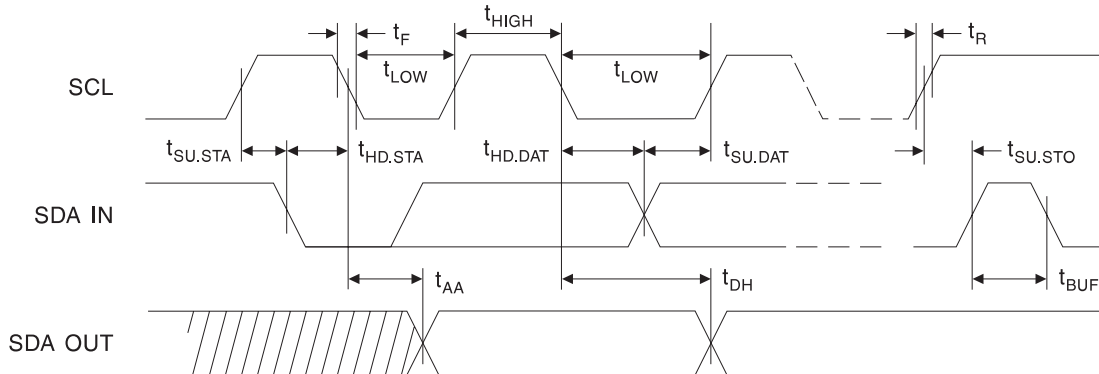 tHIGH
tF
tR
tLOW
tLOW
SCL
tSU.STA
tHD.STA
tHD.DAT
tSU.DAT
tSU.STO
SDA IN
tAA
tDH
tBUF
SDA OUT